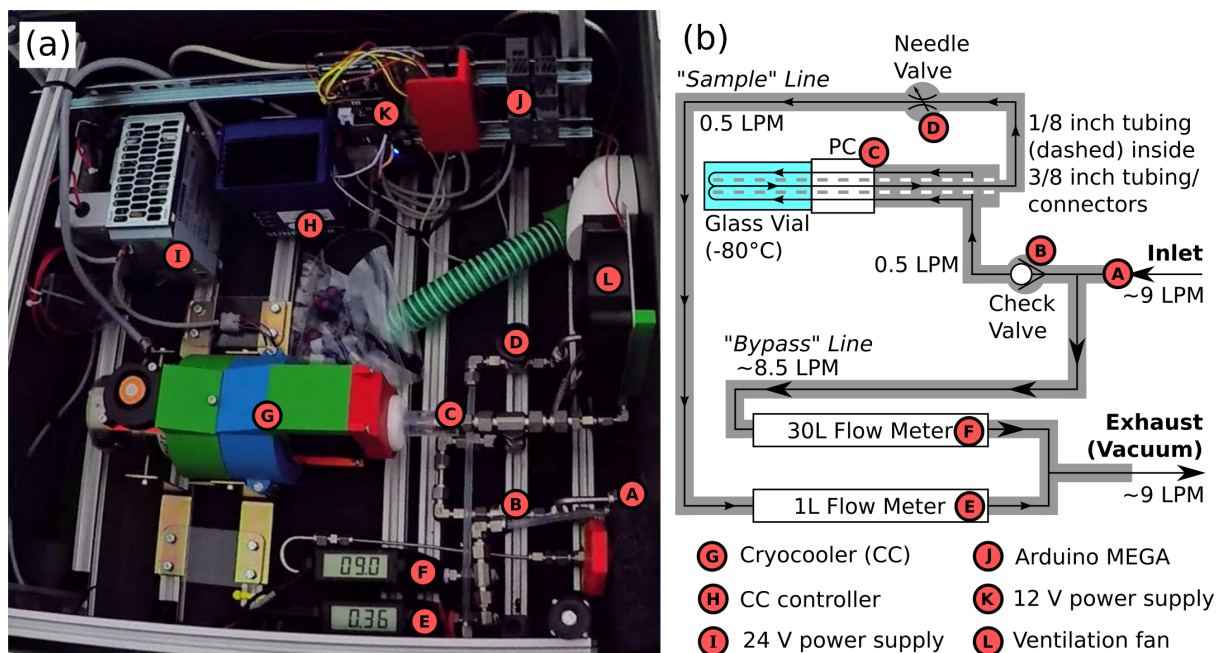 (a)
K
J
H
I
L
D
G
C
B
A
09.0
F
0.36
E
(b)
Needle
Valve
"Sample" Line
0.5 LPM
D
PC
C
1/8 inch tubing
(dashed) inside
3/8 inch tubing/
connectors
Glass Vial
(-80°C)
0.5 LPM
B
Check
Valve
Inlet
A
~9 LPM
"Bypass" Line
~8.5 LPM
30L Flow Meter F
Exhaust
(Vacuum)
~9 LPM
1L Flow Meter E
G Cryocooler (CC)
J Arduino MEGA
H CC controller
K 12 V power supply
I 24 V power supply
L Ventilation fan